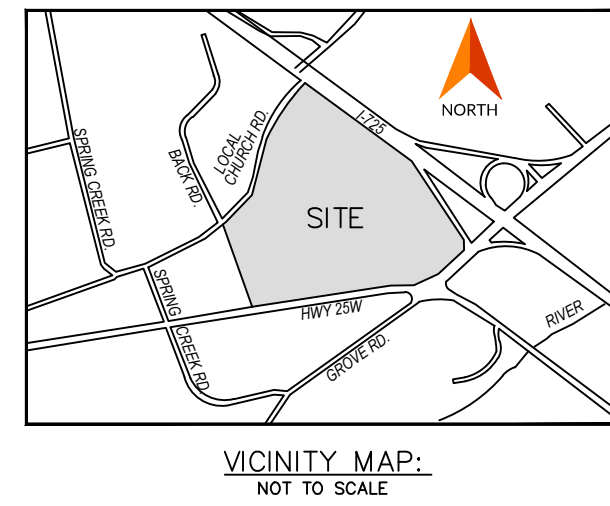 NORTH
I-725
LOCAL
CHURCH RD.
BACK RD.
SPRING CREEK RD.
SITE
SPRING CREEK RD.
HWY 25W
GROVE RD.
RIVER
VICINITY MAP:
NOT TO SCALE